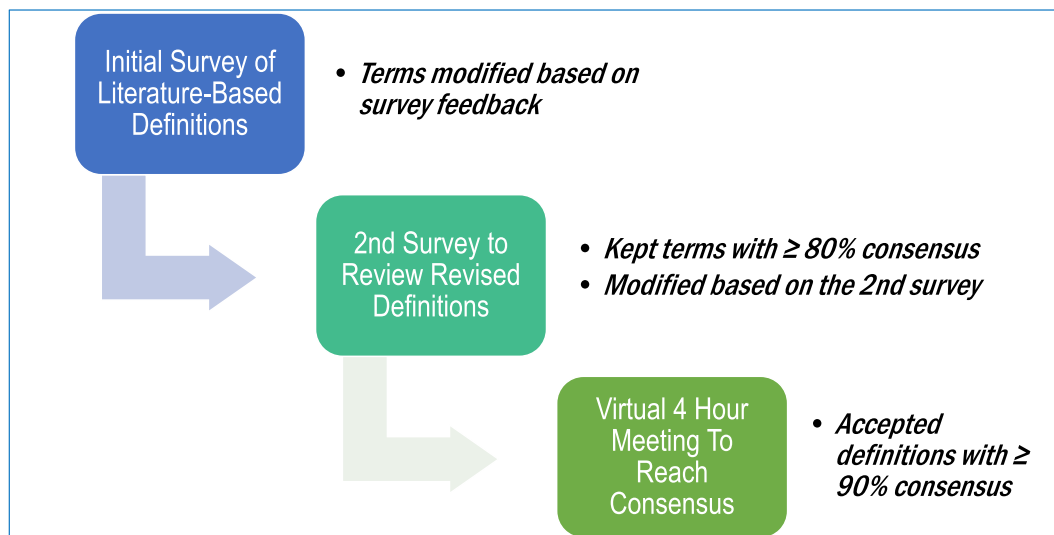 Initial Survey of
Literature-Based
Definitions
• Terms modified based on
survey feedback
2nd Survey to
Review Revised
Definitions
• Kept terms with ≥ 80% consensus
• Modified based on the 2nd survey
Virtual 4 Hour
Meeting To
Reach
Consensus
• Accepted
definitions with ≥
90% consensus